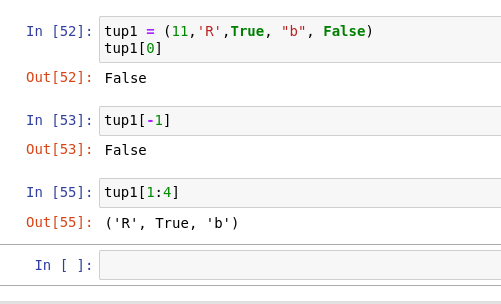 In [52]: tup1 = (11,'R',True, "b", False)
tup1[0]
Out[52]: False
In [53]: tup1[-1]
Out[53]: False
In [55]: tup1[1:4]
Out[55]: ('R', True, 'b')
In [ ]: